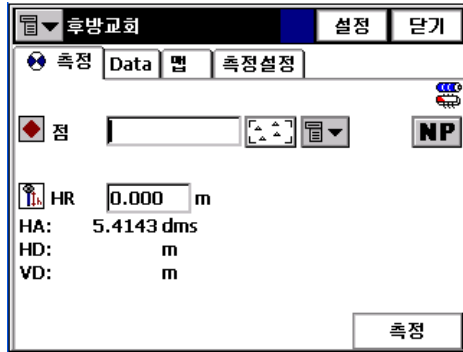 후방교회 설정 닫기
측정 Data 맵 측정설정
점 NP
HR 0.000 m
HA: 5.4143 dms
HD: m
VD: m
측정